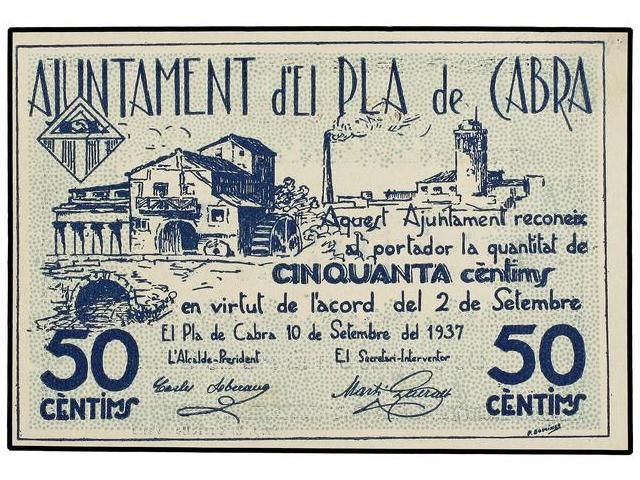 AJUNTAMENT d'El PLA de CABRA
Aquest Ajuntament reconeix
al portador la quantitat de
CINQUANTA cèntims
en virtut de l'acord del 2 de Setembre
El Pla de Cabra 10 de Setembre del 1937
L'Alcalde-President El Secretari-Interventor
50 50
CÈNTIMS CÈNTIMS